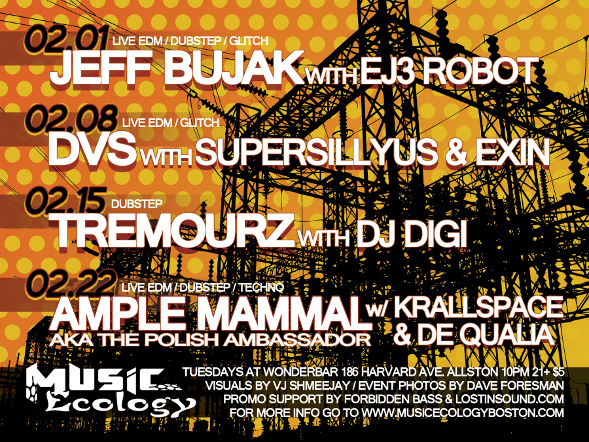 02.01 LIVE EDM / DUBSTEP / GLITCH
JEFF BUJAK WITH EJ3 ROBOT
02.08 LIVE EDM / GLITCH
DVS WITH SUPERSILLYUS & EXIN
02.15 DUBSTEP
TREMOURZ WITH DJ DIGI
02.22 LIVE EDM / DUBSTEP / TECHNO
AMPLE MAMMAL W/ KRALLSPACE
AKA THE POLISH AMBASSADOR & DE QUALIA
MUSIC
Ecology
TUESDAYS AT WONDERBAR 186 HARVARD AVE. ALLSTON 10PM 21+ $5
VISUALS BY VJ SHMEEJAY / EVENT PHOTOS BY DAVE FORESMAN
PROMO SUPPORT BY FORBIDDEN BASS & LOSTINSOUND.COM
FOR MORE INFO GO TO WWW.MUSICECOLOGYBOSTON.COM